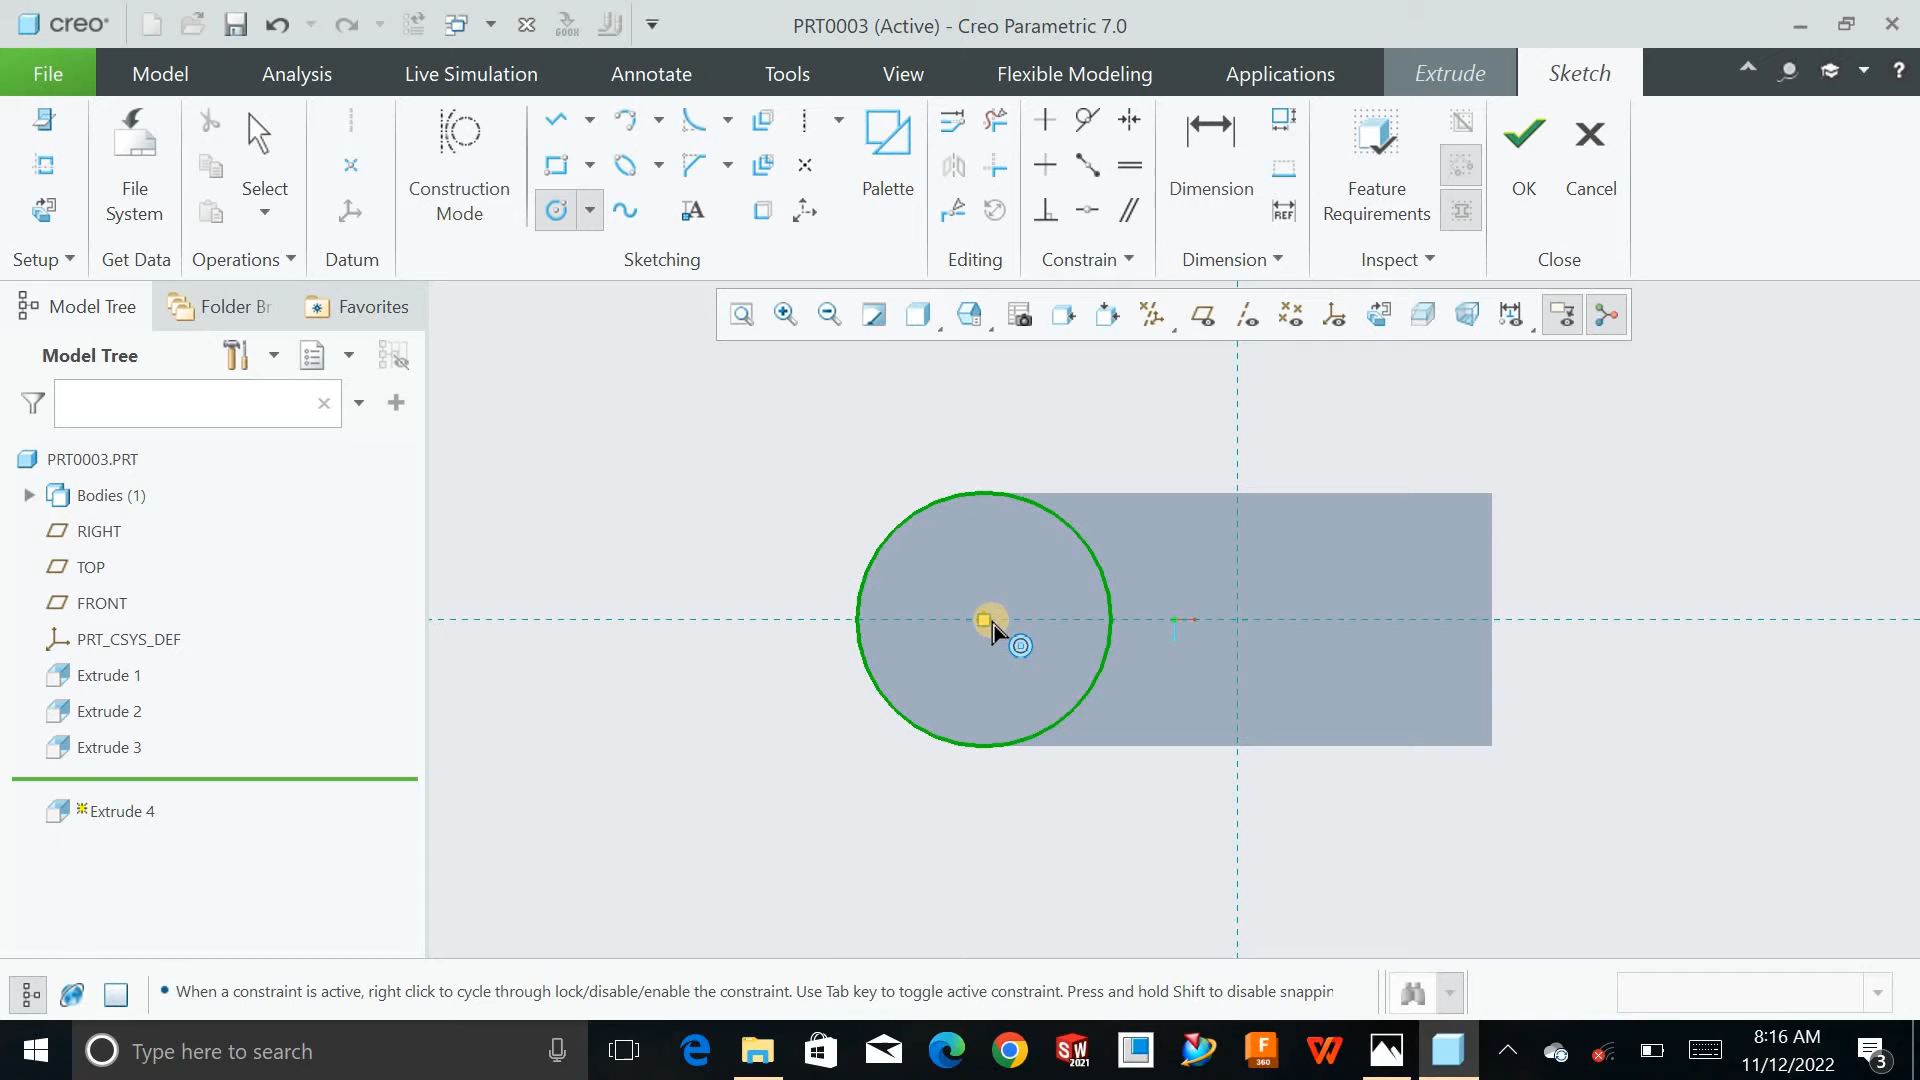 creo®
PRT0003 (Active) - Creo Parametric 7.0
File
Model
Analysis
Live Simulation
Annotate
Tools
View
Flexible Modeling
Applications
Extrude
Sketch
?
File
System
Select
Construction
Mode
Palette
Dimension
REF
Feature
Requirements
OK
Cancel
Setup
Get Data
Operations
Datum
Sketching
Editing
Constrain
Dimension
Inspect
Close
Model Tree
Folder Br
Favorites
Model Tree
PRT0003.PRT
Bodies (1)
RIGHT
TOP
FRONT
PRT_CSYS_DEF
Extrude 1
Extrude 2
Extrude 3
Extrude 4
When a constraint is active, right click to cycle through lock/disable/enable the constraint. Use Tab key to toggle active constraint. Press and hold Shift to disable snappin
Type here to search
SW
2021
F
360
8:16 AM
11/12/2022
3